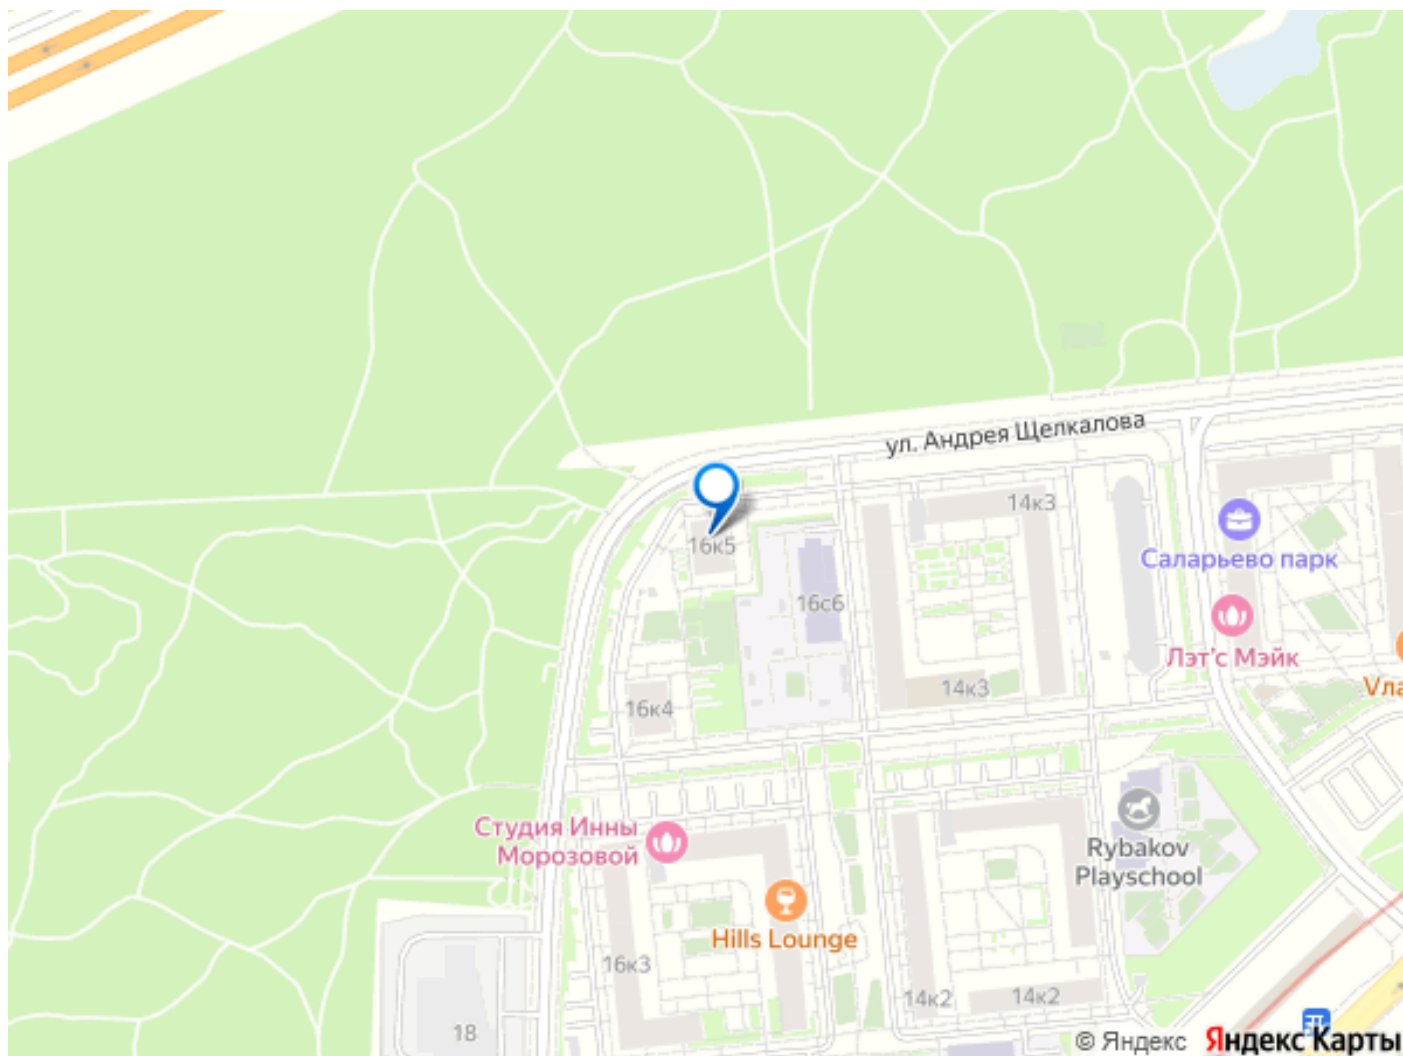 ул. Андрея Щелкалова
14к3
16к5
Саларьево парк
16с6
Лэт'с Мэйк
14к3
16к4
Vла
Студия Инны
Морозовой
Rybakov
Playschool
Hills Lounge
16к3
14к2
14к2
18
© Яндекс Яндекс Карты